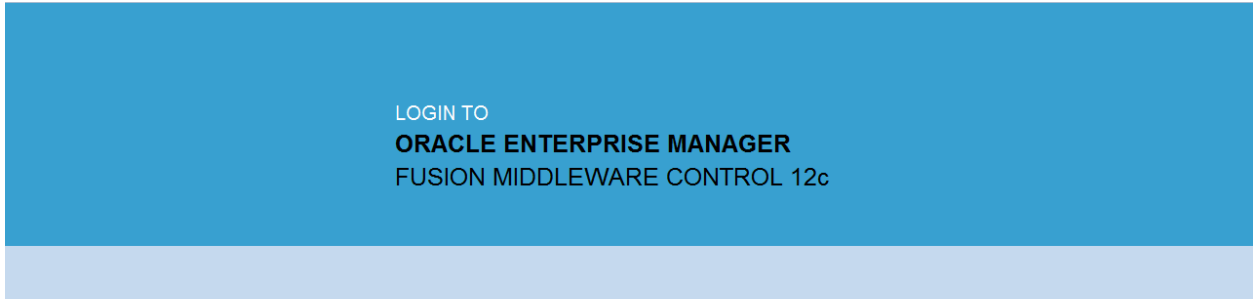 LOGIN TO
ORACLE ENTERPRISE MANAGER
FUSION MIDDLEWARE CONTROL 12c